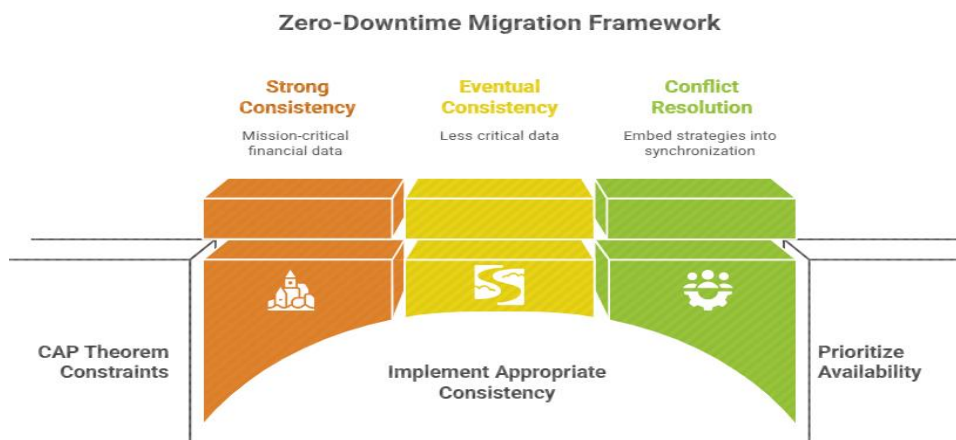 Zero-Downtime Migration Framework
Strong
Consistency
Mission-critical
financial data
Eventual
Consistency
Less critical data
Conflict
Resolution
Embed strategies into
synchronization
CAP Theorem
Constraints
Implement Appropriate
Consistency
Prioritize
Availability